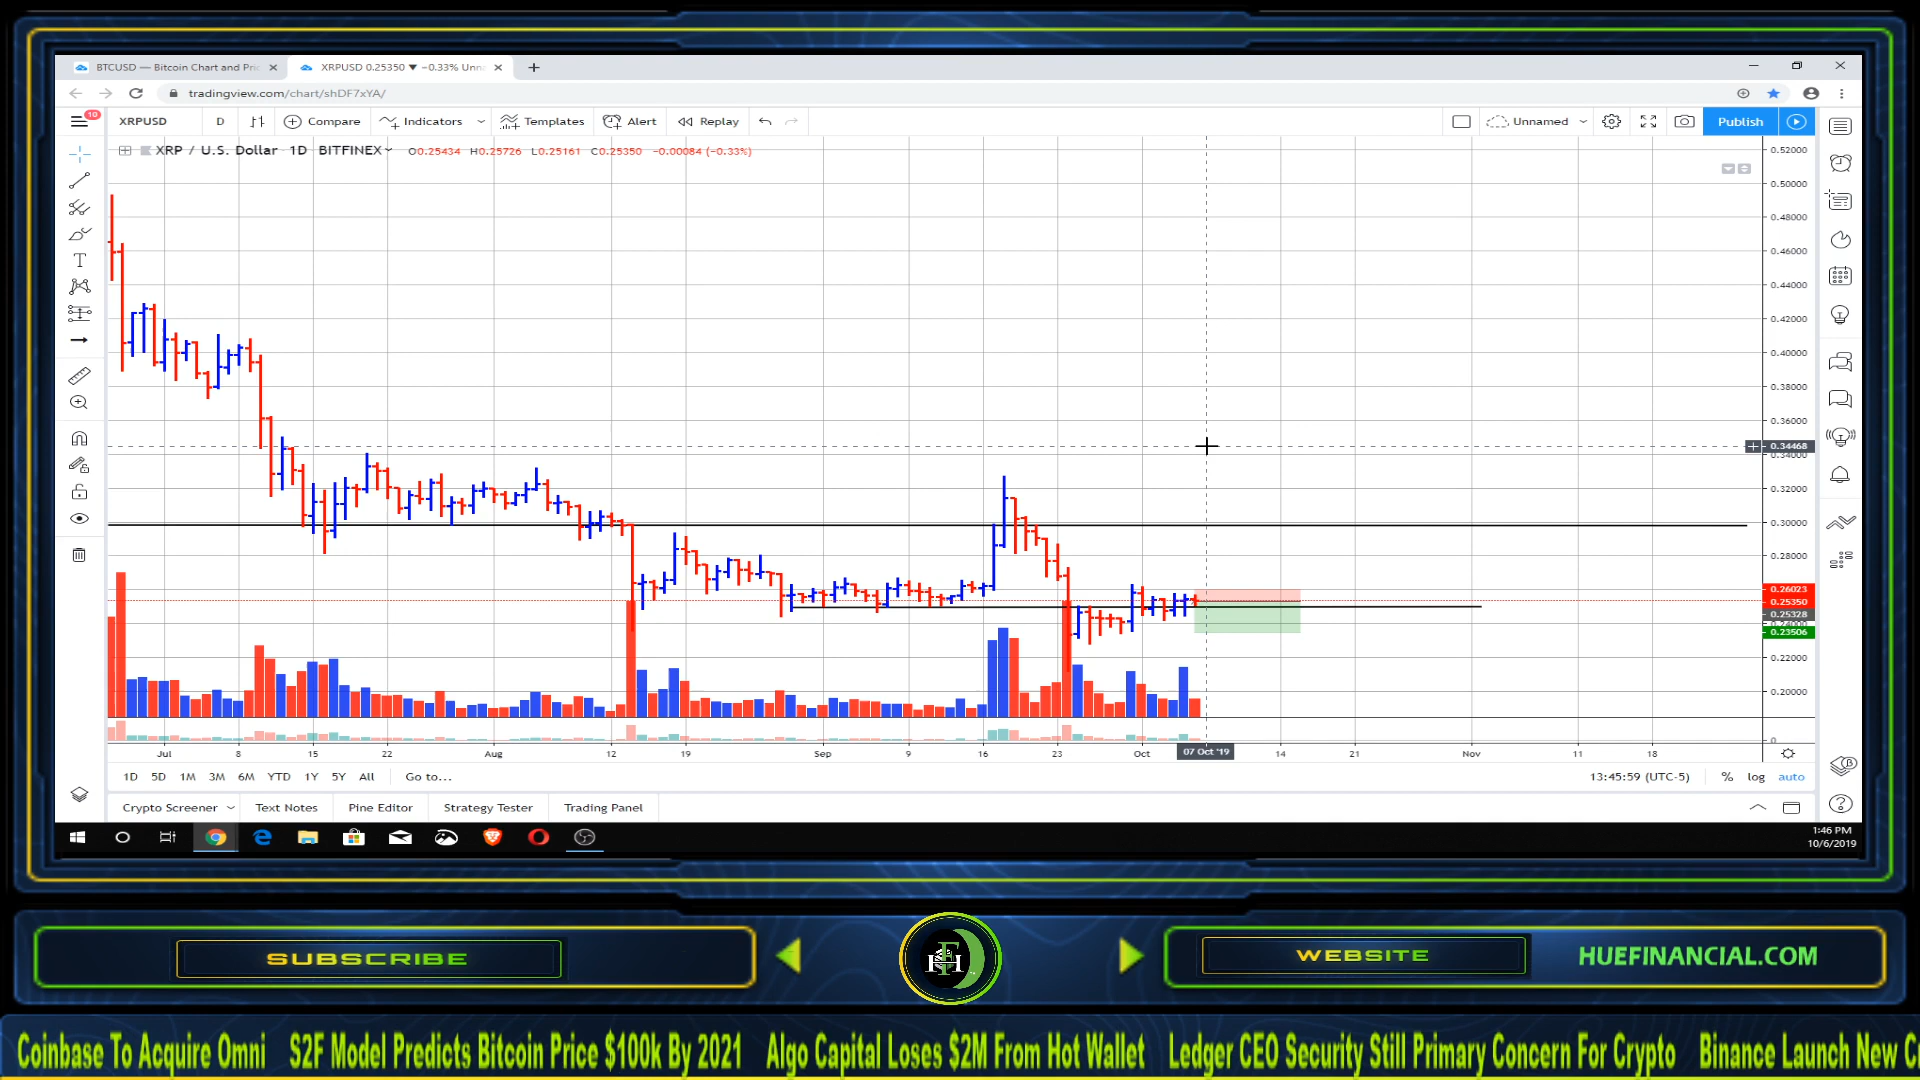 BTCUSD — Bitcoin Chart and Pric
XRPUSD 0.25350 ▼ −0.33% Unna
tradingview.com/chart/shDF7xYA/
10
XRPUSD
D
Compare
Indicators
Templates
Alert
Replay
Unnamed
Publish
XRP / U.S. Dollar · 1D BITFINEX
O0.25434 H0.25726 L0.25161 C0.25350 −0.00084 (−0.33%)
0.52000
0.50000
0.48000
0.46000
0.44000
0.42000
0.40000
0.38000
0.36000
0.34468
0.34000
0.32000
0.30000
0.28000
0.26023
0.25350
0.25328
0.24000
0.23506
0.22000
0.20000
0
Jul 8 15 22 Aug 12 19 Sep 9 16 23 Oct 07 Oct '19 14 21 Nov 11 18
1D 5D 1M 3M 6M YTD 1Y 5Y All Go to...
13:45:59 (UTC-5) % log auto
Crypto Screener Text Notes Pine Editor Strategy Tester Trading Panel
1:46 PM
10/6/2019
SUBSCRIBE
WEBSITE
HUEFINANCIAL.COM
Coinbase To Acquire Omni S2F Model Predicts Bitcoin Price $100k By 2021 Algo Capital Loses $2M From Hot Wallet Ledger CEO Security Still Primary Concern For Crypto Binance Launch New C